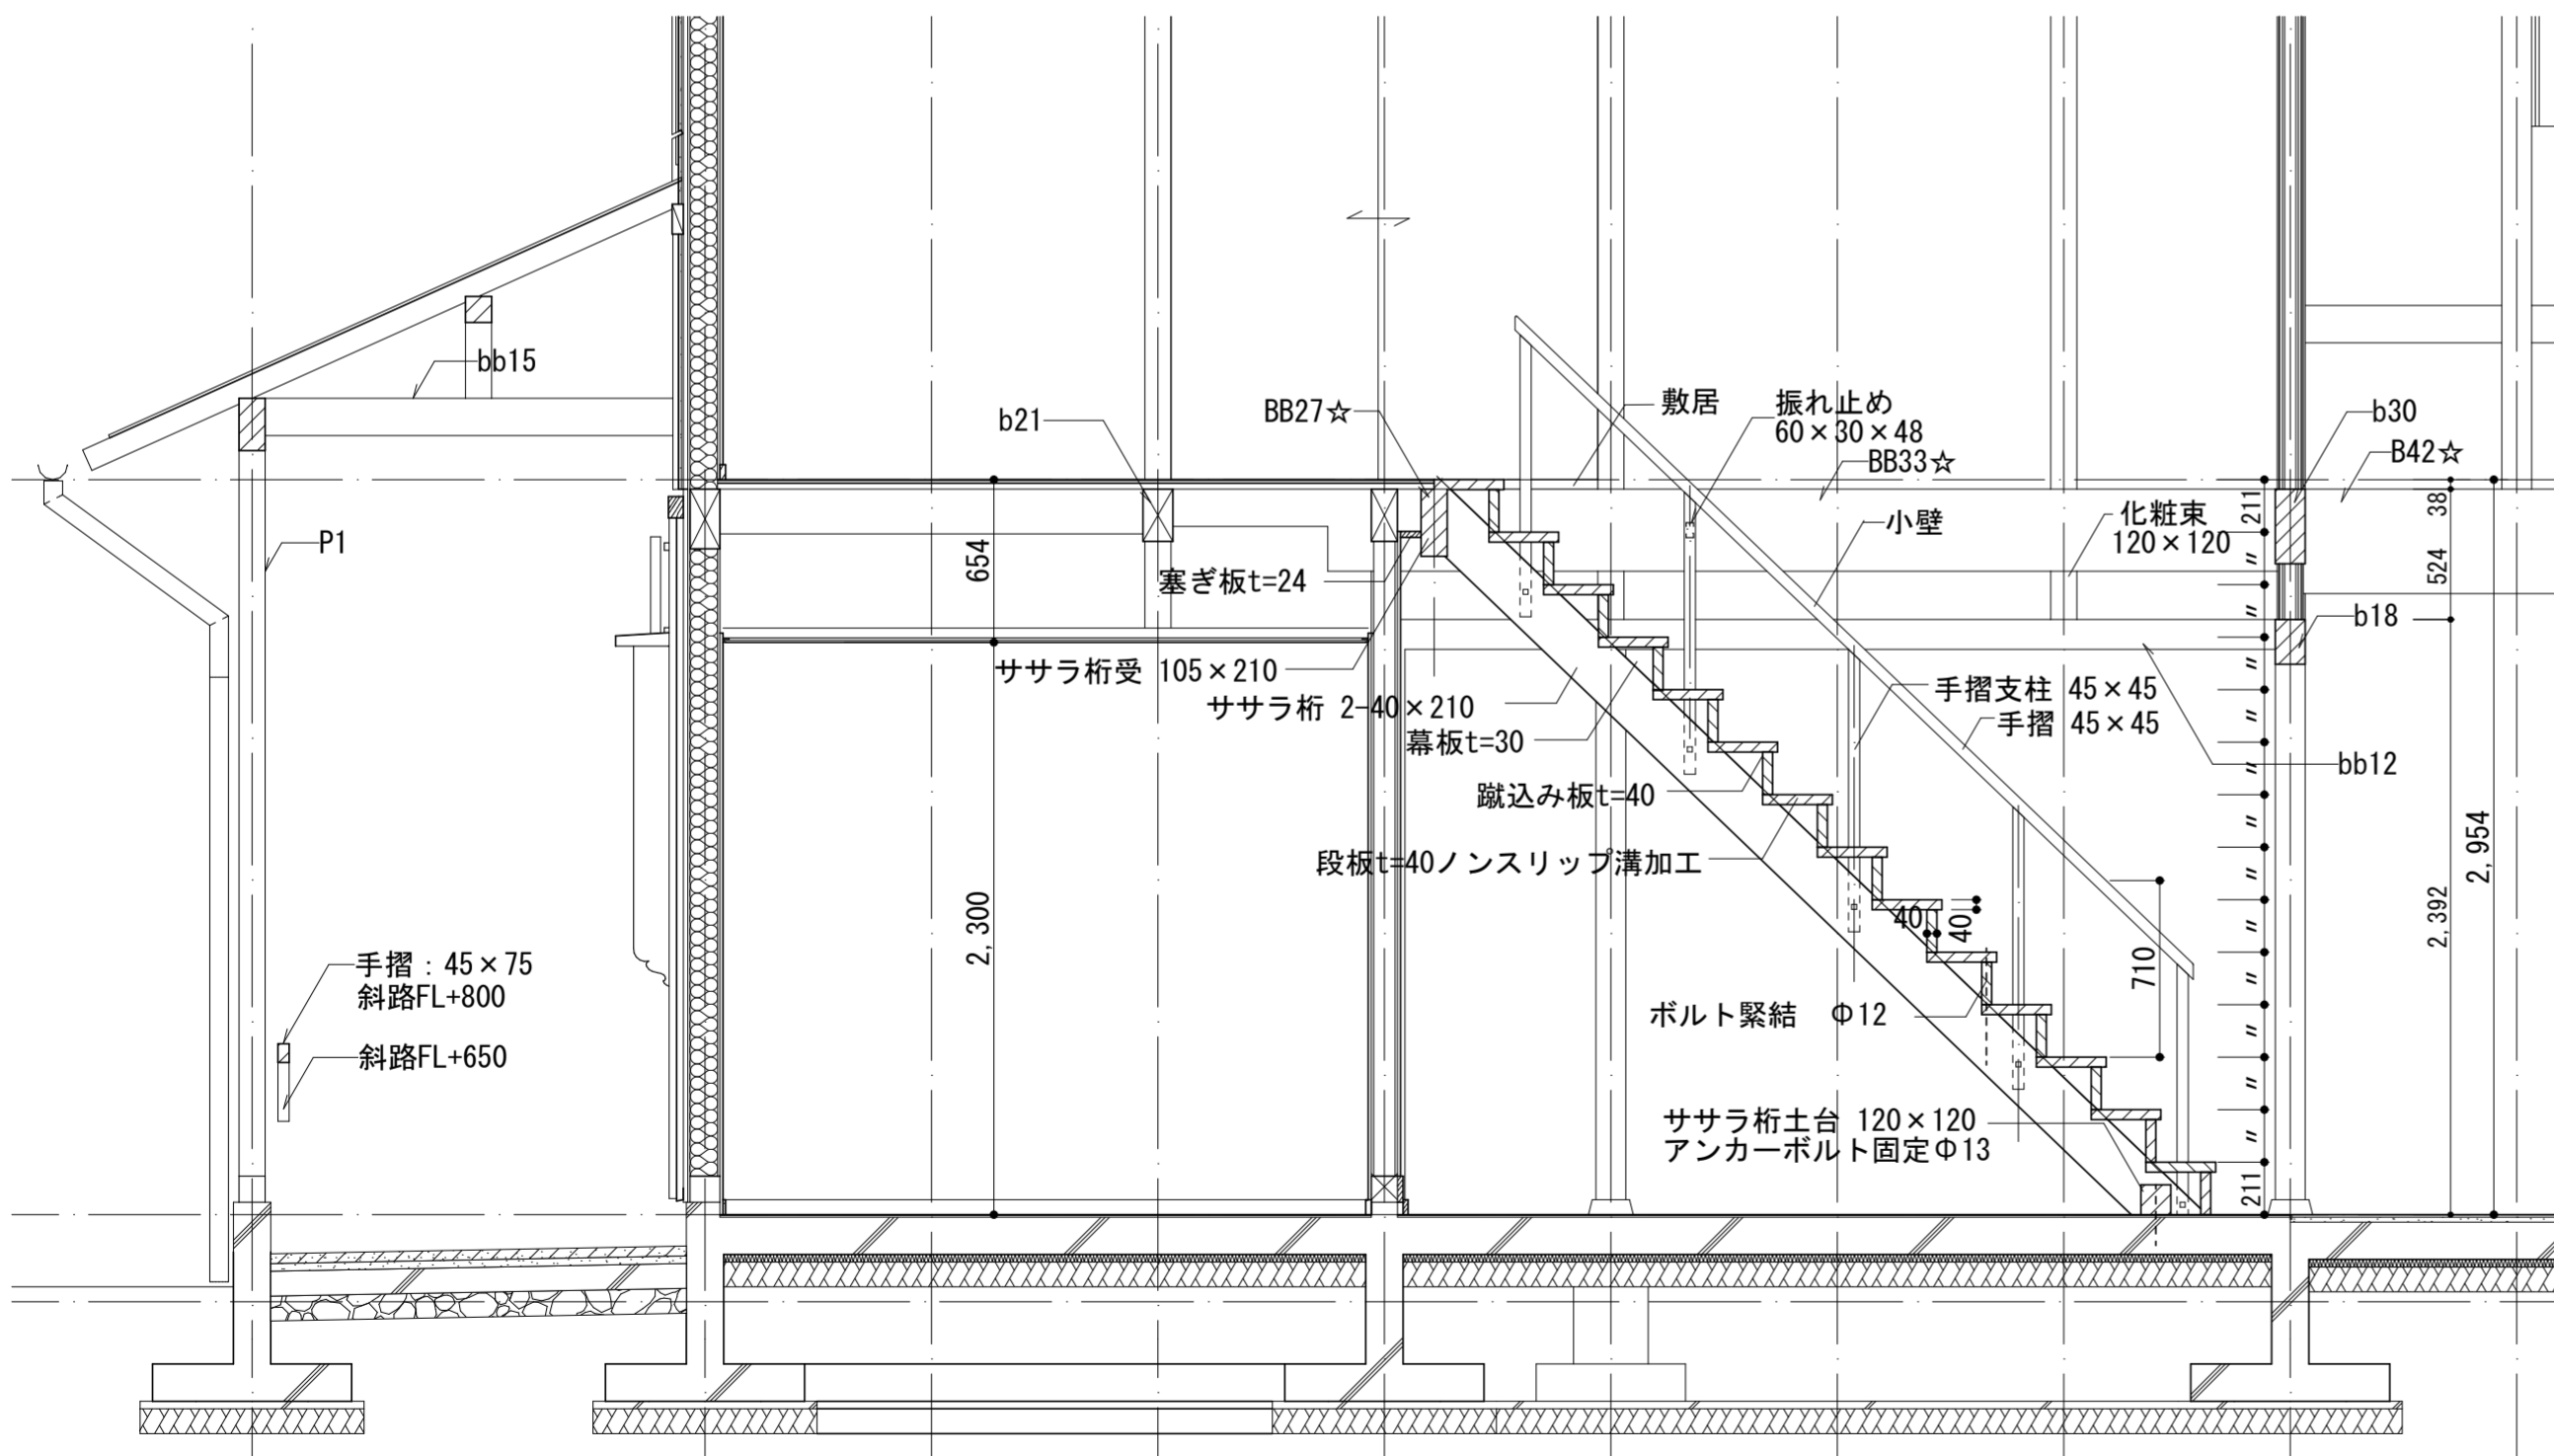 bb15
b21
BB27☆
敷居
振れ止め
60×30×48
BB33☆
b30
B42☆
P1
654
塞ぎ板t=24
小壁
化粧束
120×120
211
38
〃
524
〃
〃
b18
〃
ササラ桁受 105×210
ササラ桁 2-40×210
幕板t=30
手摺支柱 45×45
手摺 45×45
〃
bb12
〃
蹴込み板t=40
〃
2,954
段板t=40ノンスリップ溝加工
〃
2,300
40
40
〃
2,392
手摺：45×75
斜路FL+800
710
〃
ボルト緊結 Φ12
〃
斜路FL+650
〃
ササラ桁土台 120×120
アンカーボルト固定Φ13
〃
211